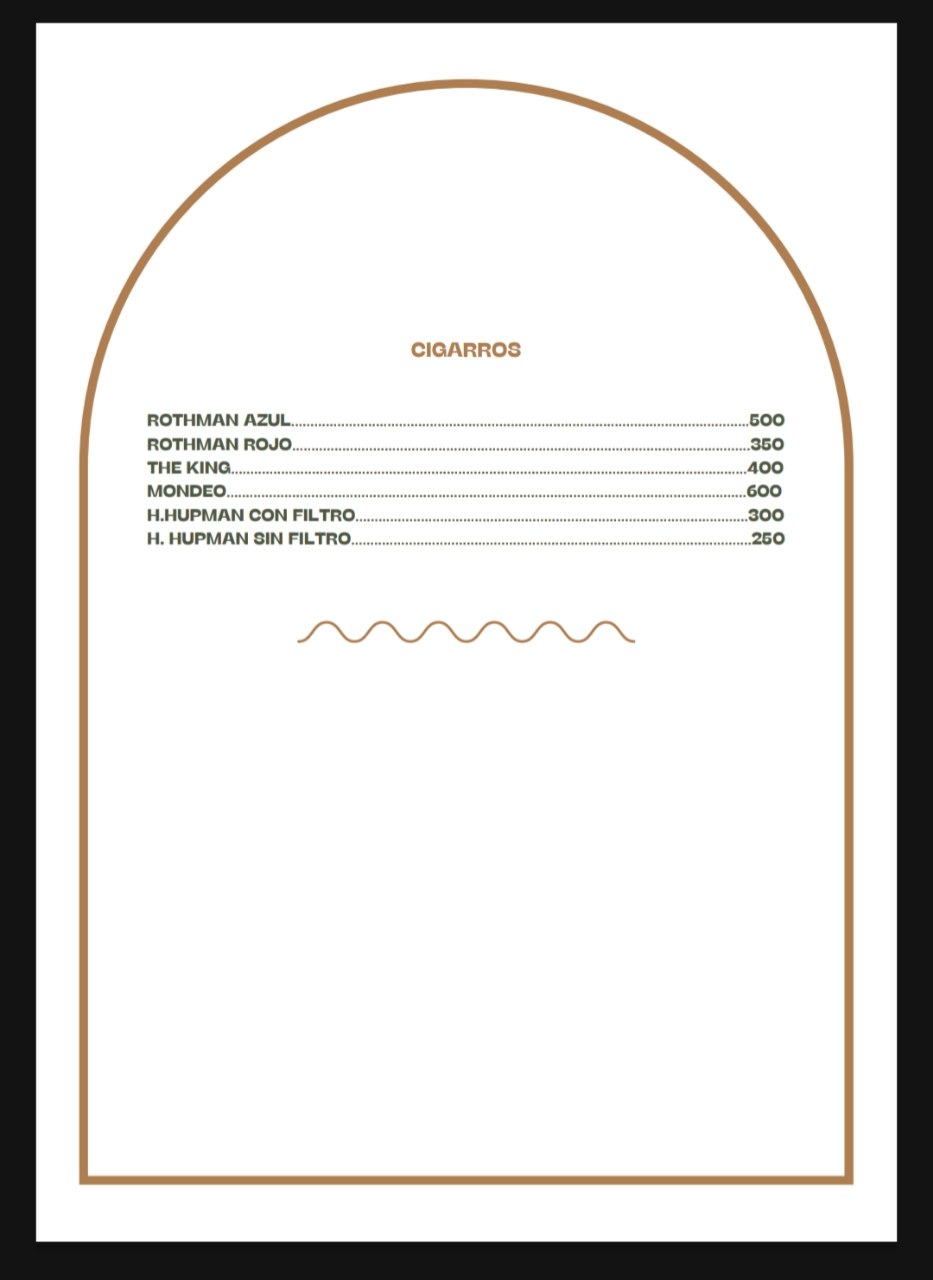 CIGARROS
ROTHMAN AZUL........................500
ROTHMAN ROJO........................350
THE KING........................400
MONDEO........................600
H.HUPMAN CON FILTRO........................300
H. HUPMAN SIN FILTRO........................250